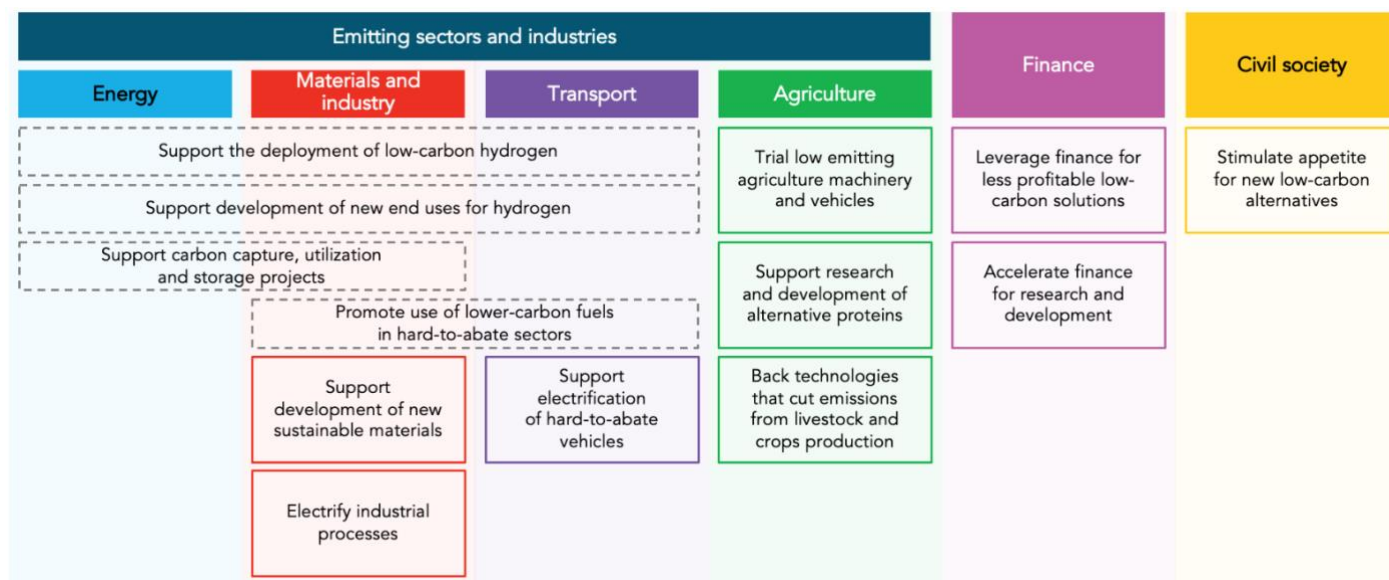 Emitting sectors and industries
Finance
Civil society
Energy
Materials and
industry
Transport
Agriculture
Support the deployment of low-carbon hydrogen
Support development of new end uses for hydrogen
Support carbon capture, utilization
and storage projects
Promote use of lower-carbon fuels
in hard-to-abate sectors
Support
development of new
sustainable materials
Electrify industrial
processes
Support
electrification
of hard-to-abate
vehicles
Trial low emitting
agriculture machinery
and vehicles
Support research
and development of
alternative proteins
Back technologies
that cut emissions
from livestock and
crops production
Leverage finance for
less profitable low-
carbon solutions
Accelerate finance
for research and
development
Stimulate appetite
for new low-carbon
alternatives